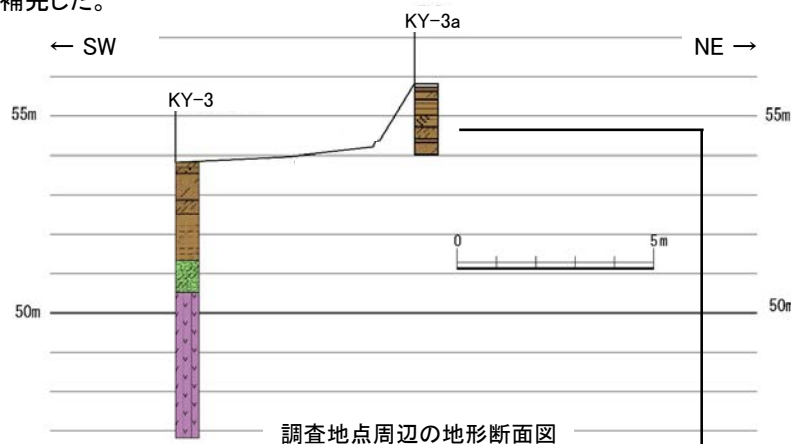 補完した。
KY-3a
← SW
NE →
KY-3
55m
55m
0
5m
50m
50m
調査地点周辺の地形断面図